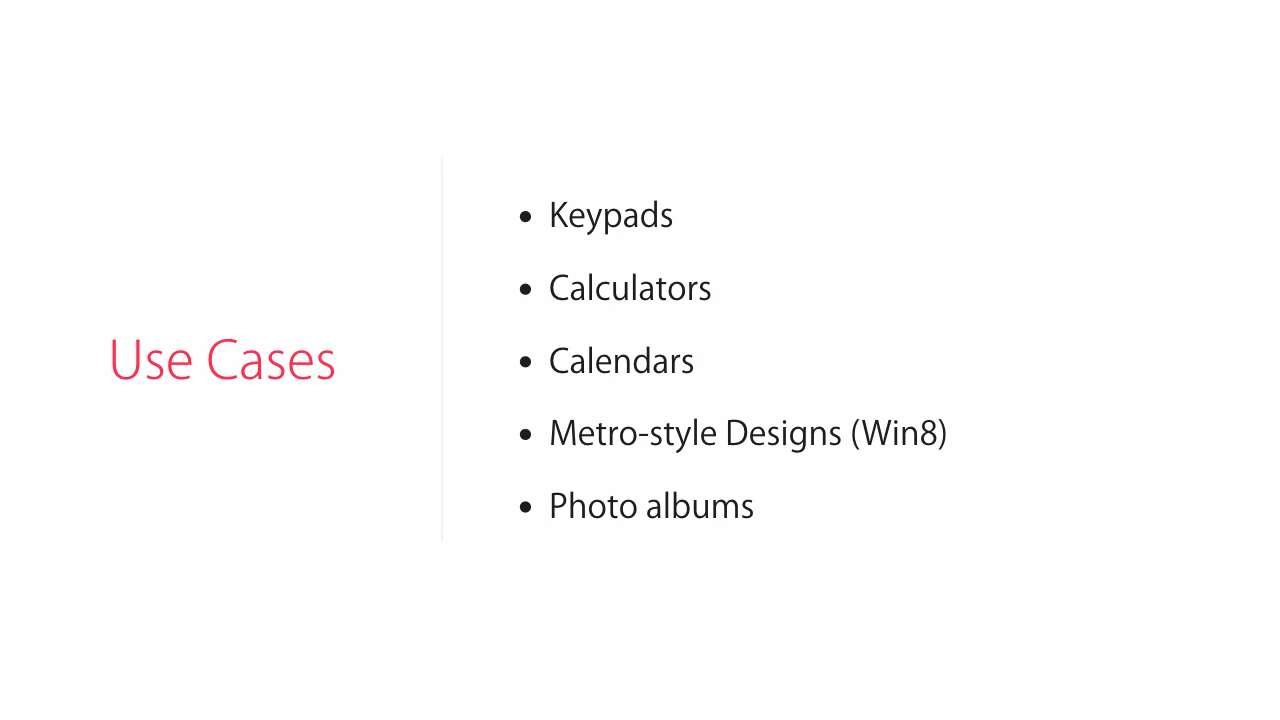 Use Cases
Keypads
Calculators
Calendars
Metro-style Designs (Win8)
Photo albums